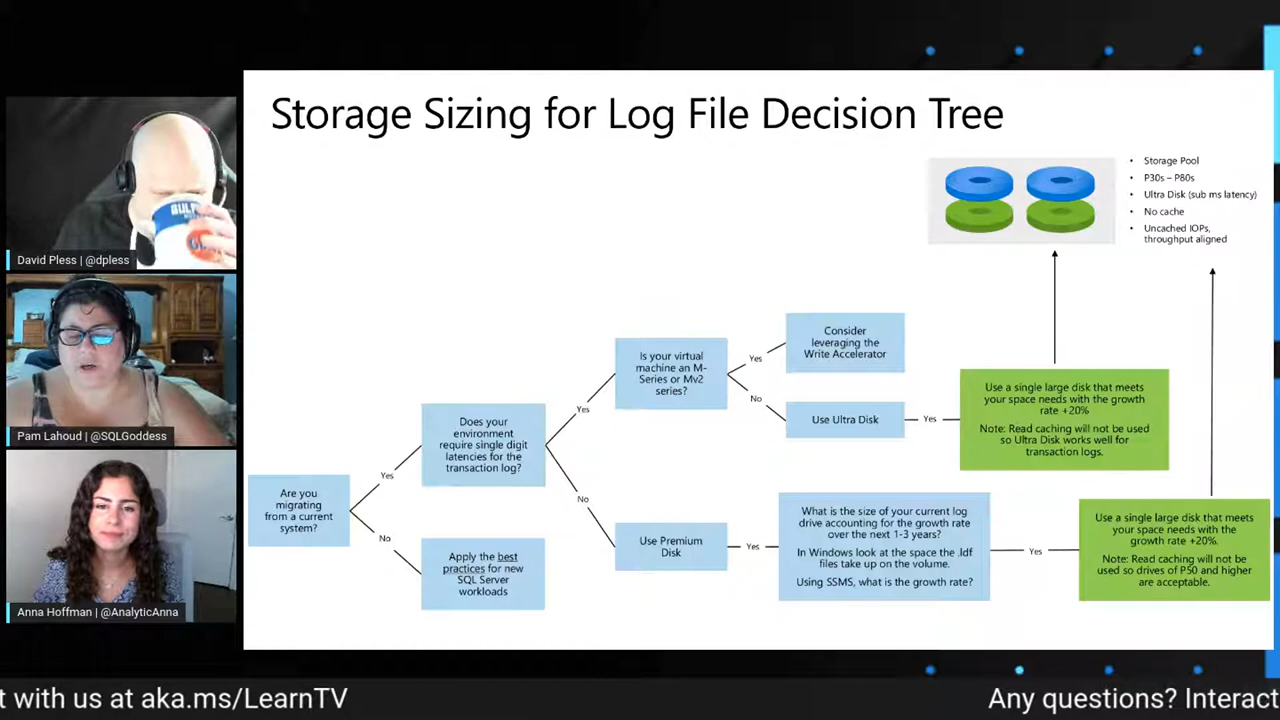 Storage Sizing for Log File Decision Tree
• Storage Pool
• P30s – P80s
• Ultra Disk (sub ms latency)
• No cache
• Uncached IOPs,
throughput aligned
David Pless | @dpless
Pam Lahoud | @SQLGoddess
Anna Hoffman | @AnalyticAnna
Are you
migrating
from a current
system?
Yes
No
Does your
environment
require single digit
latencies for the
transaction log?
Apply the best
practices for new
SQL Server
workloads
Yes
No
Is your virtual
machine an M-
Series or Mv2
series?
Yes
No
Consider
leveraging the
Write Accelerator
Use Ultra Disk
Yes
Use a single large disk that meets
your space needs with the growth
rate +20%
Note: Read caching will not be used
so Ultra Disk works well for
transaction logs.
Use Premium
Disk
Yes
What is the size of your current log
drive accounting for the growth rate
over the next 1-3 years?
In Windows look at the space the .ldf
files take up on the volume.
Using SSMS, what is the growth rate?
Yes
Use a single large disk that meets
your space needs with the
growth rate +20%.
Note: Read caching will not be
used so drives of P50 and higher
are acceptable.
t with us at aka.ms/LearnTV
Any questions? Interact